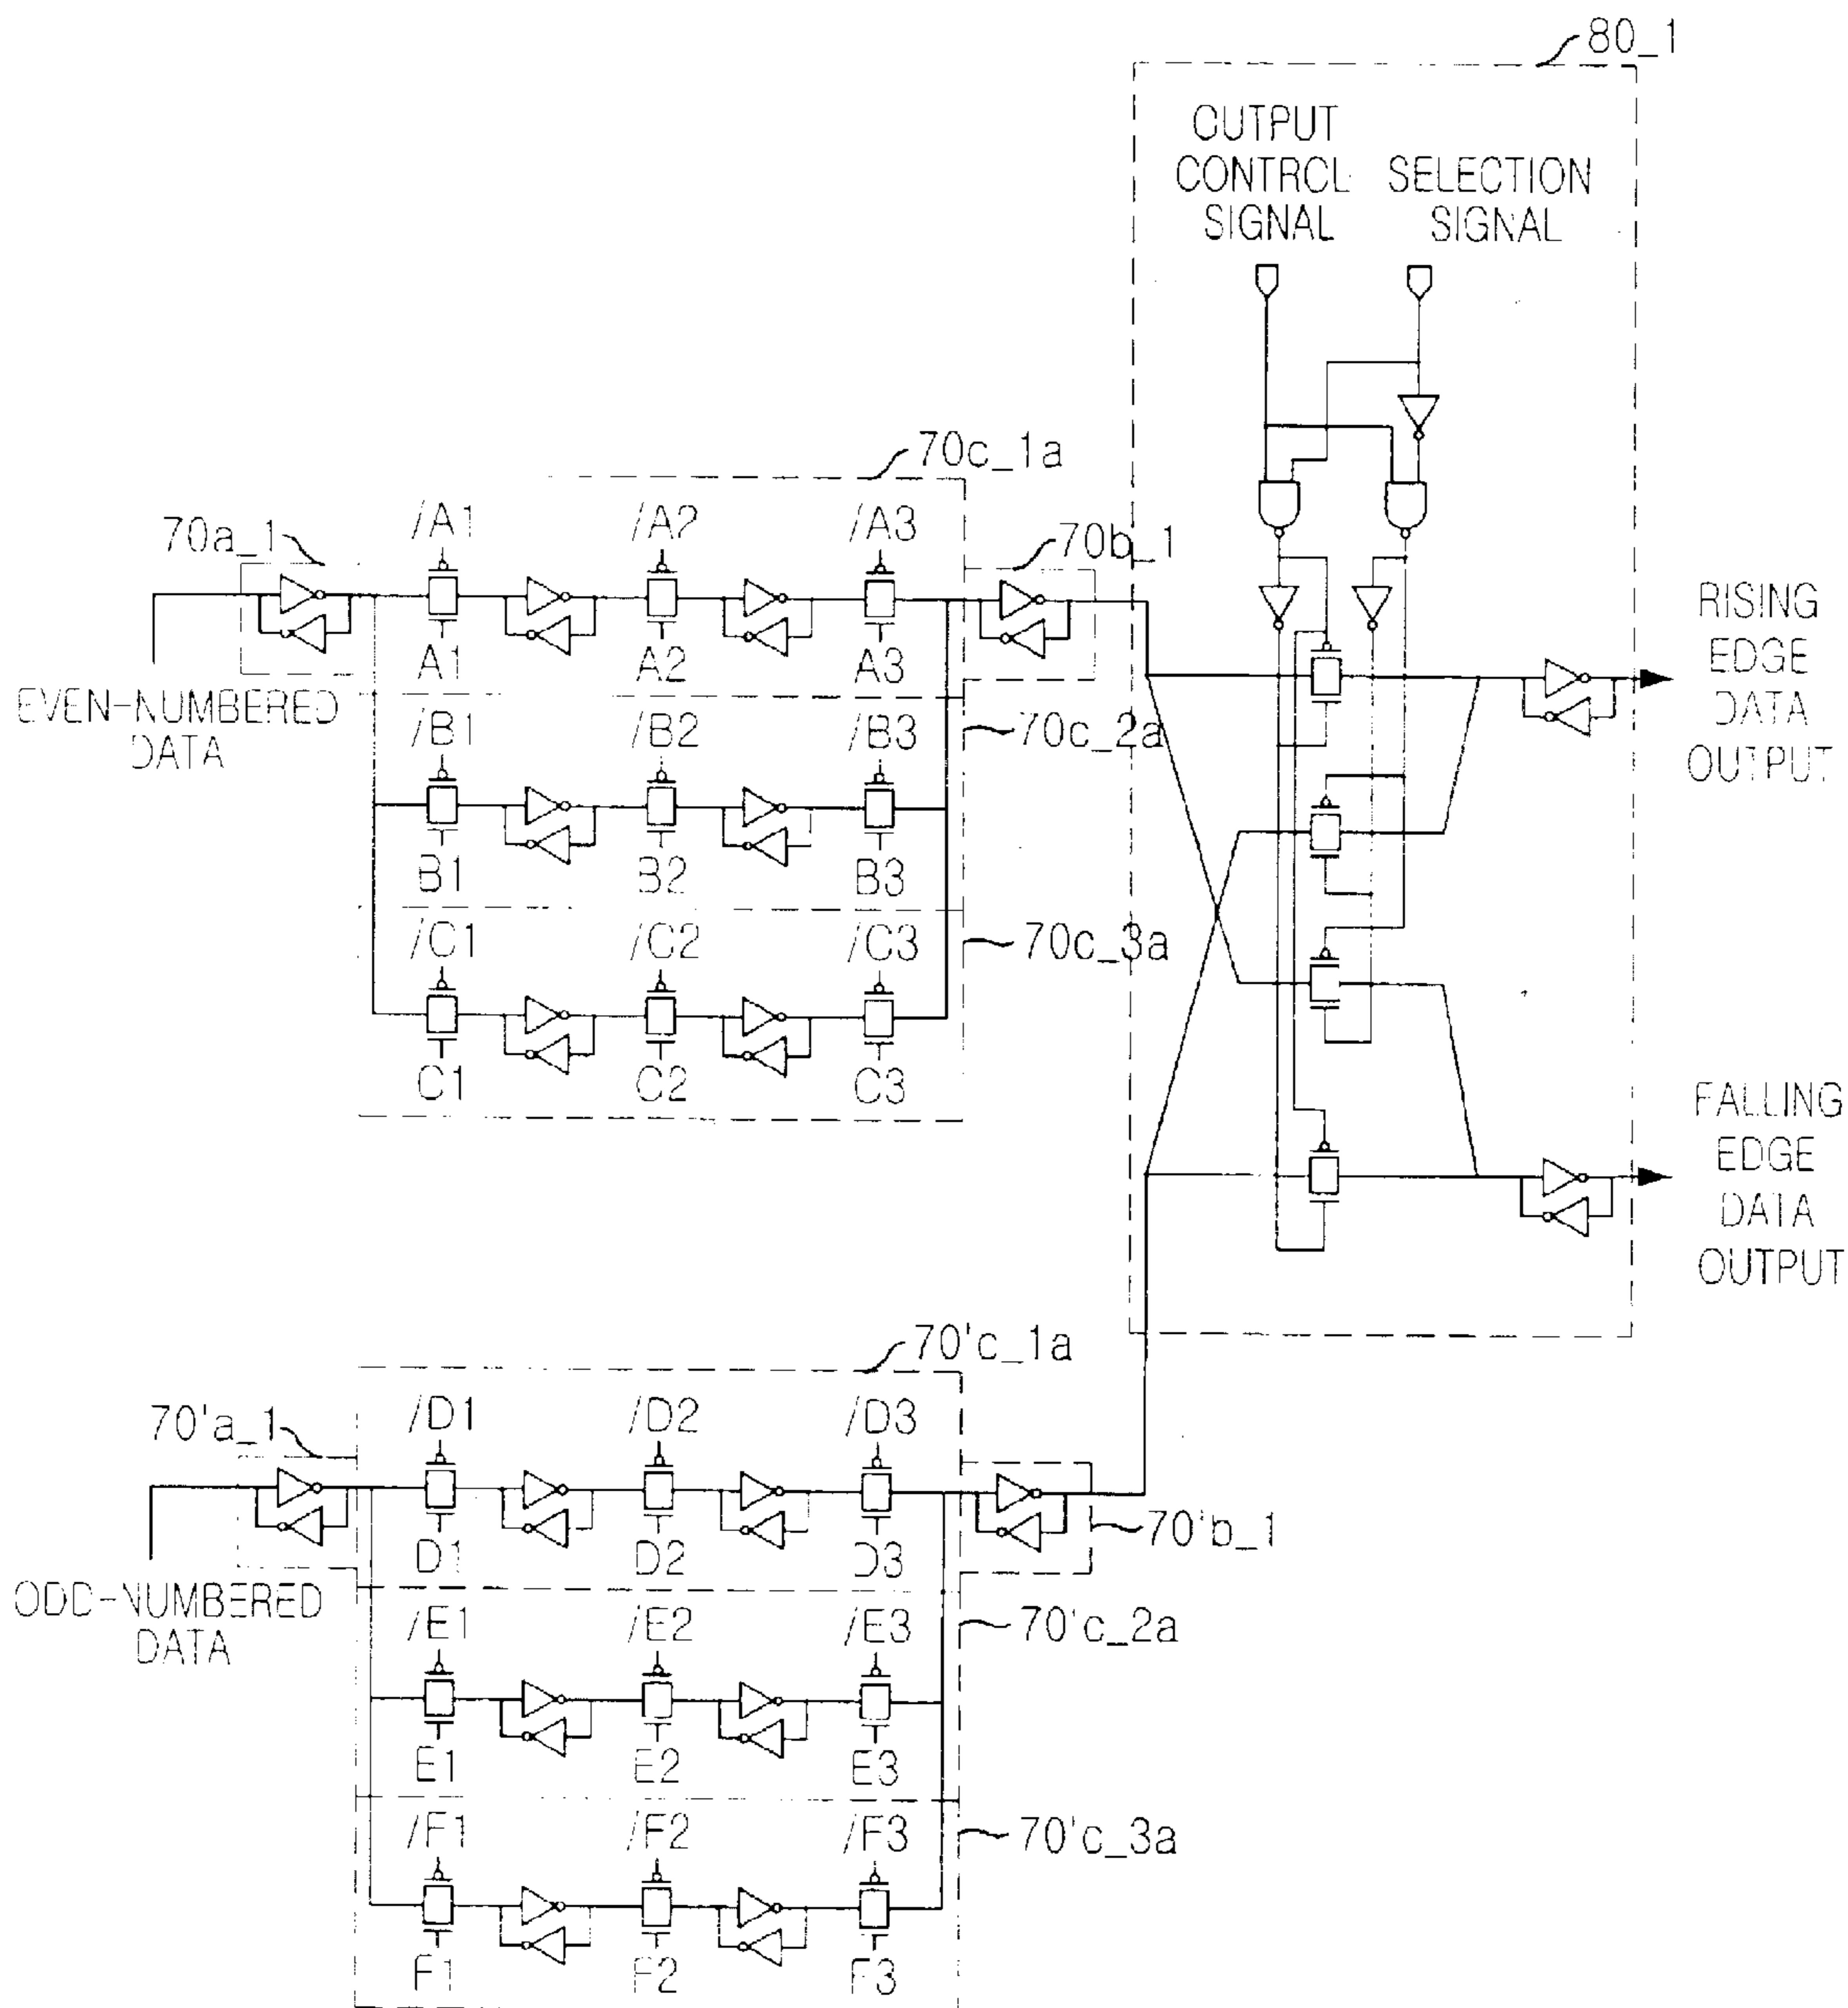 80_1
OUTPUT
CONTROL
SIGNAL
SELECTION
SIGNAL
70c_1a
/A1
/A2
/A3
70a_1
70b_1
A1
A2
A3
EVEN-NUMBERED
DATA
RISING
EDGE
DATA
OUTPUT
/B1
/B2
/B3
70c_2a
B1
B2
B3
/C1
/C2
/C3
70c_3a
C1
C2
C3
FALLING
EDGE
DATA
OUTPUT
70'c_1a
/D1
/D2
/D3
70'a_1
70'b_1
D1
D2
D3
ODD-NUMBERED
DATA
/E1
/E2
/E3
70'c_2a
E1
E2
E3
/F1
/F2
/F3
70'c_3a
F1
F2
F3